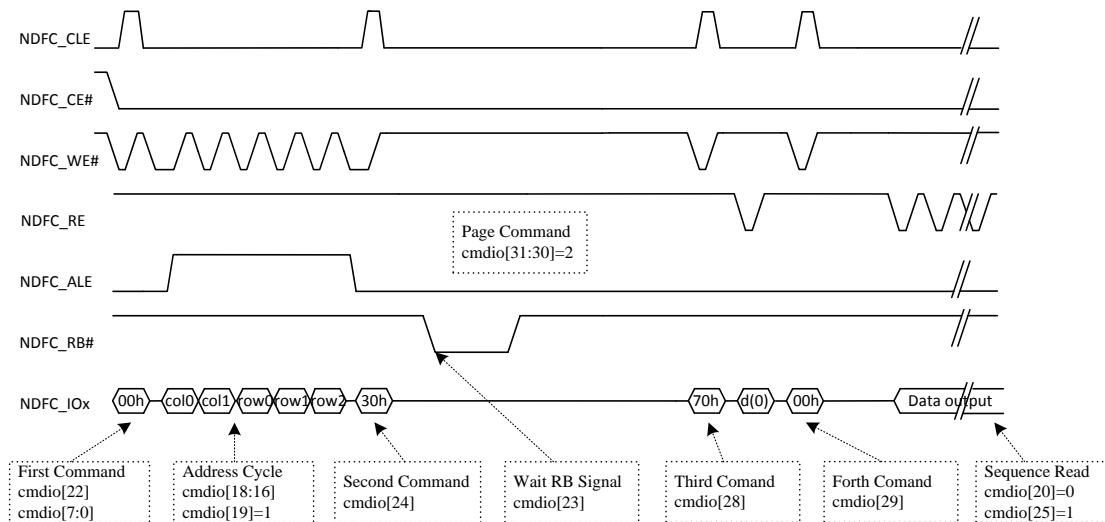 NDFC_CLE
NDFC_CE#
NDFC_WE#
NDFC_RE
Page Command
cmdio[31:30]=2
NDFC_ALE
NDFC_RB#
NDFC_IOx
00h
col0
col1
row0
row1
row2
30h
70h
d(0)
00h
Data output
First Command
cmdio[22]
cmdio[7:0]
Address Cycle
cmdio[18:16]
cmdio[19]=1
Second Command
cmdio[24]
Wait RB Signal
cmdio[23]
Third Comand
cmdio[28]
Forth Comand
cmdio[29]
Sequence Read
cmdio[20]=0
cmdio[25]=1